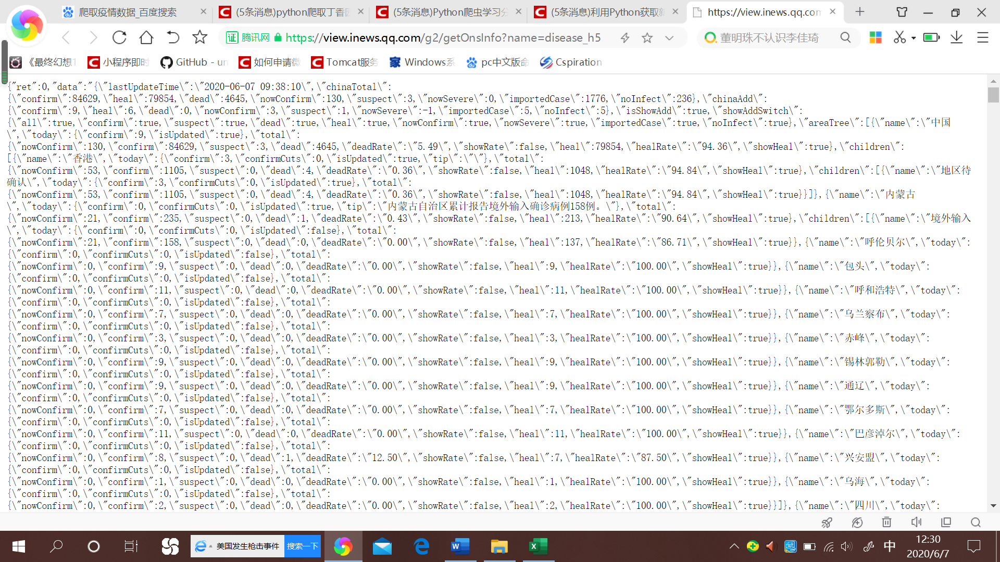 爬取疫情数据_百度搜索
(5条消息)python爬取丁香园
(5条消息)Python爬虫学习分
(5条消息)利用Python获取新
https://view.inews.qq.com
证 腾讯网 https://view.inews.qq.com/g2/getOnsInfo?name=disease_h5
董明珠不认识李佳琦
《最终幻想1
小程序即时
GitHub - un
如何申请微
Tomcat服务
Windows系
pc中文版命
Cspiration
{"ret":0,"data":"{\"lastUpdateTime\":\"2020-06-07 09:38:10\",\"chinaTotal\":
{\"confirm\":84629,\"heal\":79854,\"dead\":4645,\"nowConfirm\":130,\"suspect\":3,\"nowSevere\":0,\"importedCase\":1776,\"noInfect\":236},\"chinaAdd\":
{\"confirm\":9,\"heal\":6,\"dead\":0,\"nowConfirm\":3,\"suspect\":1,\"nowSevere\":-1,\"importedCase\":5,\"noInfect\":5},\"isShowAdd\":true,\"showAddSwitch\":
{\"all\":true,\"confirm\":true,\"suspect\":true,\"dead\":true,\"heal\":true,\"nowConfirm\":true,\"nowSevere\":true,\"importedCase\":true,\"noInfect\":true},\"areaTree\":[{\"name\":\"中国
\",\"today\":{\"confirm\":9,\"isUpdated\":true},\"total\":
{\"nowConfirm\":130,\"confirm\":84629,\"suspect\":3,\"dead\":4645,\"deadRate\":\"5.49\",\"showRate\":false,\"heal\":79854,\"healRate\":\"94.36\",\"showHeal\":true},\"children\":
[{\"name\":\"香港\",\"today\":{\"confirm\":3,\"confirmCuts\":0,\"isUpdated\":true,\"tip\":\"\"},\"total\":
{\"nowConfirm\":53,\"confirm\":1105,\"suspect\":0,\"dead\":4,\"deadRate\":\"0.36\",\"showRate\":false,\"heal\":1048,\"healRate\":\"94.84\",\"showHeal\":true},\"children\":[{\"name\":\"地区待
确认\",\"today\":{\"confirm\":3,\"confirmCuts\":0,\"isUpdated\":true},\"total\":
{\"nowConfirm\":53,\"confirm\":1105,\"suspect\":0,\"dead\":4,\"deadRate\":\"0.36\",\"showRate\":false,\"heal\":1048,\"healRate\":\"94.84\",\"showHeal\":true}}]},{\"name\":\"内蒙古
\",\"today\":{\"confirm\":0,\"confirmCuts\":0,\"isUpdated\":true,\"tip\":\"内蒙古自治区累计报告境外输入确诊病例158例。\"},\"total\":
{\"nowConfirm\":21,\"confirm\":235,\"suspect\":0,\"dead\":1,\"deadRate\":\"0.43\",\"showRate\":false,\"heal\":213,\"healRate\":\"90.64\",\"showHeal\":true},\"children\":[{\"name\":\"境外输入
\",\"today\":{\"confirm\":0,\"confirmCuts\":0,\"isUpdated\":false},\"total\":
{\"nowConfirm\":21,\"confirm\":158,\"suspect\":0,\"dead\":0,\"deadRate\":\"0.00\",\"showRate\":false,\"heal\":137,\"healRate\":\"86.71\",\"showHeal\":true}},{\"name\":\"呼伦贝尔\",\"today\":
{\"confirm\":0,\"confirmCuts\":0,\"isUpdated\":false},\"total\":
{\"nowConfirm\":0,\"confirm\":9,\"suspect\":0,\"dead\":0,\"deadRate\":\"0.00\",\"showRate\":false,\"heal\":9,\"healRate\":\"100.00\",\"showHeal\":true}},{\"name\":\"包头\",\"today\":
{\"confirm\":0,\"confirmCuts\":0,\"isUpdated\":false},\"total\":
{\"nowConfirm\":0,\"confirm\":11,\"suspect\":0,\"dead\":0,\"deadRate\":\"0.00\",\"showRate\":false,\"heal\":11,\"healRate\":\"100.00\",\"showHeal\":true}},{\"name\":\"呼和浩特\",\"today\":
{\"confirm\":0,\"confirmCuts\":0,\"isUpdated\":false},\"total\":
{\"nowConfirm\":0,\"confirm\":7,\"suspect\":0,\"dead\":0,\"deadRate\":\"0.00\",\"showRate\":false,\"heal\":7,\"healRate\":\"100.00\",\"showHeal\":true}},{\"name\":\"乌兰察布\",\"today\":
{\"confirm\":0,\"confirmCuts\":0,\"isUpdated\":false},\"total\":
{\"nowConfirm\":0,\"confirm\":3,\"suspect\":0,\"dead\":0,\"deadRate\":\"0.00\",\"showRate\":false,\"heal\":3,\"healRate\":\"100.00\",\"showHeal\":true}},{\"name\":\"赤峰\",\"today\":
{\"confirm\":0,\"confirmCuts\":0,\"isUpdated\":false},\"total\":
{\"nowConfirm\":0,\"confirm\":9,\"suspect\":0,\"dead\":0,\"deadRate\":\"0.00\",\"showRate\":false,\"heal\":9,\"healRate\":\"100.00\",\"showHeal\":true}},{\"name\":\"锡林郭勒\",\"today\":
{\"confirm\":0,\"confirmCuts\":0,\"isUpdated\":false},\"total\":
{\"nowConfirm\":0,\"confirm\":9,\"suspect\":0,\"dead\":0,\"deadRate\":\"0.00\",\"showRate\":false,\"heal\":9,\"healRate\":\"100.00\",\"showHeal\":true}},{\"name\":\"通辽\",\"today\":
{\"confirm\":0,\"confirmCuts\":0,\"isUpdated\":false},\"total\":
{\"nowConfirm\":0,\"confirm\":7,\"suspect\":0,\"dead\":0,\"deadRate\":\"0.00\",\"showRate\":false,\"heal\":7,\"healRate\":\"100.00\",\"showHeal\":true}},{\"name\":\"鄂尔多斯\",\"today\":
{\"confirm\":0,\"confirmCuts\":0,\"isUpdated\":false},\"total\":
{\"nowConfirm\":0,\"confirm\":11,\"suspect\":0,\"dead\":0,\"deadRate\":\"0.00\",\"showRate\":false,\"heal\":11,\"healRate\":\"100.00\",\"showHeal\":true}},{\"name\":\"巴彦淖尔\",\"today\":
{\"confirm\":0,\"confirmCuts\":0,\"isUpdated\":false},\"total\":
{\"nowConfirm\":0,\"confirm\":8,\"suspect\":0,\"dead\":1,\"deadRate\":\"12.50\",\"showRate\":false,\"heal\":7,\"healRate\":\"87.50\",\"showHeal\":true}},{\"name\":\"兴安盟\",\"today\":
{\"confirm\":0,\"confirmCuts\":0,\"isUpdated\":false},\"total\":
{\"nowConfirm\":0,\"confirm\":1,\"suspect\":0,\"dead\":0,\"deadRate\":\"0.00\",\"showRate\":false,\"heal\":1,\"healRate\":\"100.00\",\"showHeal\":true}},{\"name\":\"乌海\",\"today\":
{\"confirm\":0,\"confirmCuts\":0,\"isUpdated\":false},\"total\":
{\"nowConfirm\":0,\"confirm\":2,\"suspect\":0,\"dead\":0,\"deadRate\":\"0.00\",\"showRate\":false,\"heal\":2,\"healRate\":\"100.00\",\"showHeal\":true}}]},{\"name\":\"四川\",\"today\":
美国发生枪击事件 搜索一下
中
12:30
2020/6/7